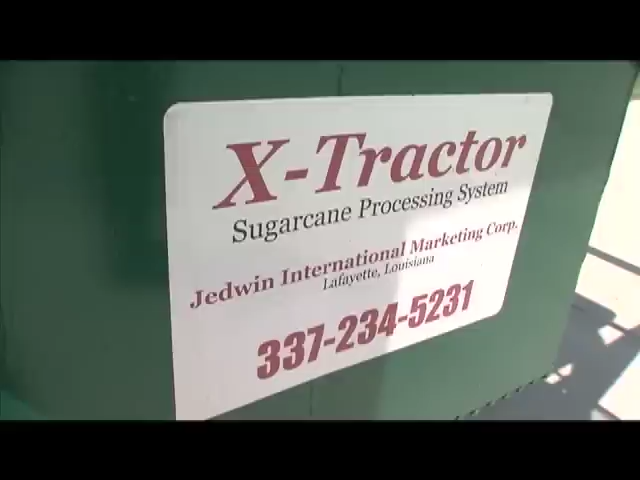 X-Tractor
Sugarcane Processing System
Jedwin International Marketing Corp.
Lafayette, Louisiana
337-234-5231